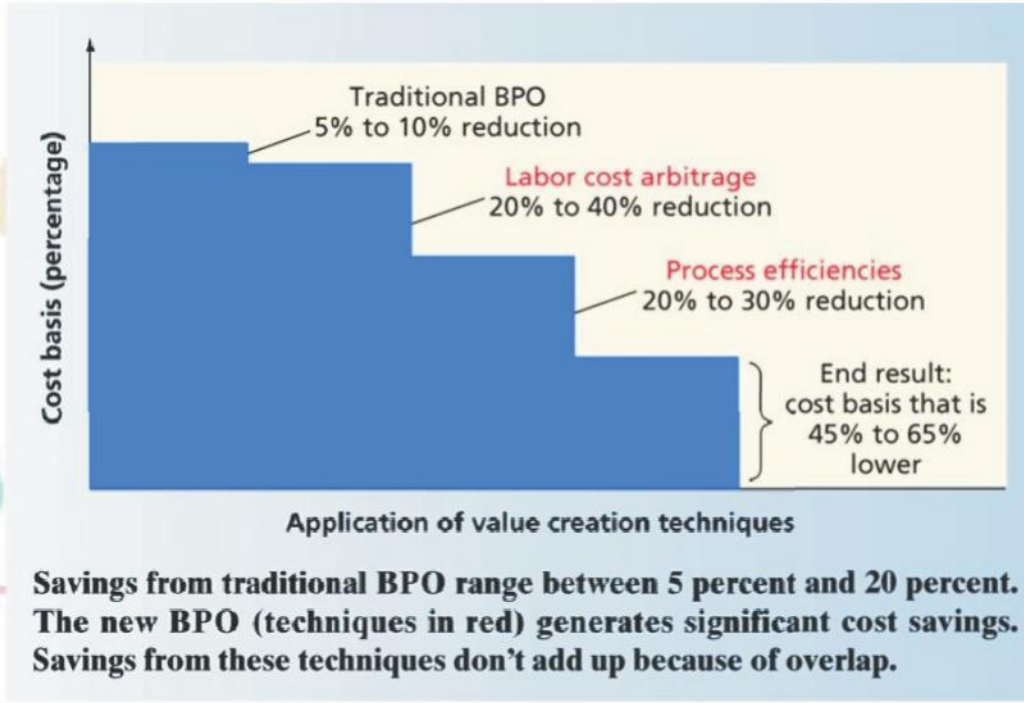 Traditional BPO
5% to 10% reduction
Labor cost arbitrage
20% to 40% reduction
Process efficiencies
20% to 30% reduction
End result:
cost basis that is
45% to 65%
lower
Cost basis (percentage)
Application of value creation techniques
Savings from traditional BPO range between 5 percent and 20 percent.
The new BPO (techniques in red) generates significant cost savings.
Savings from these techniques don't add up because of overlap.